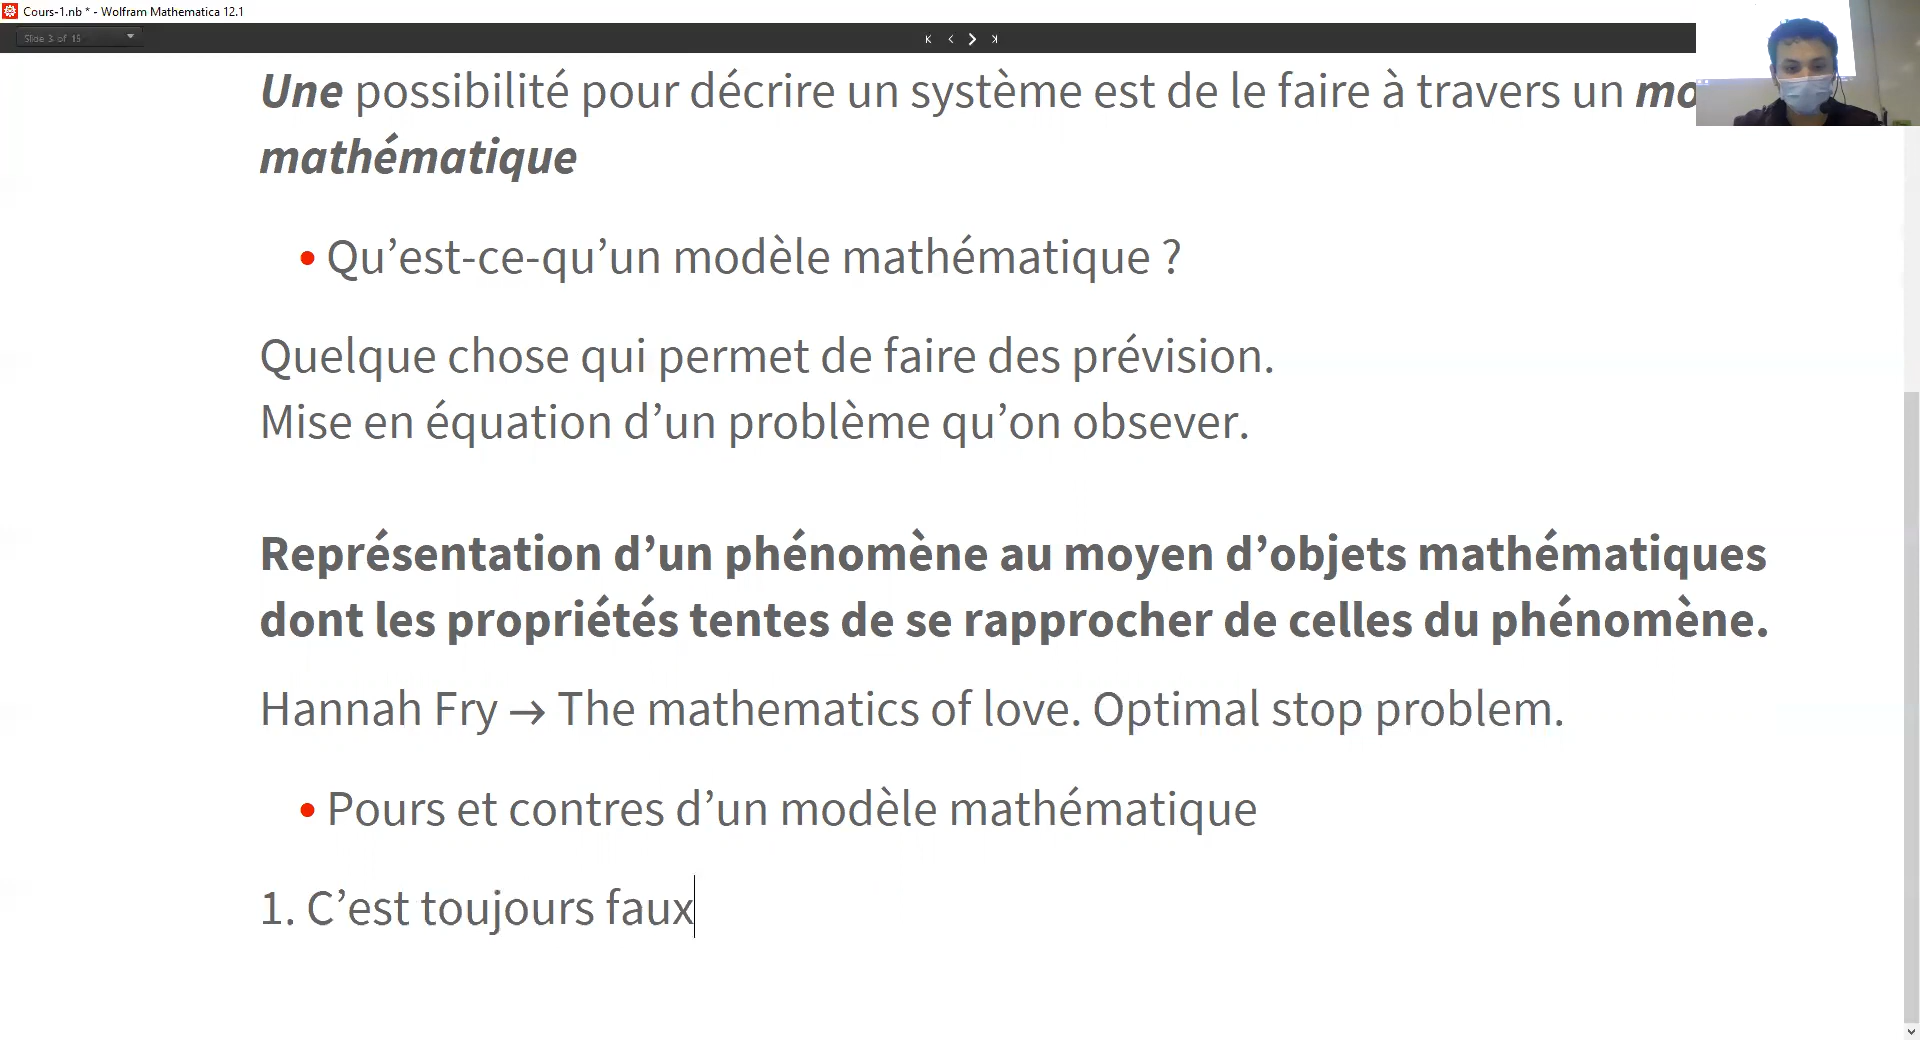 Cours-1.nb * - Wolfram Mathematica 12.1
Slide 3 of 15
Une possibilité pour décrire un système est de le faire à travers un
mathématique
• Qu’est-ce-qu’un modèle mathématique ?
Quelque chose qui permet de faire des prévision.
Mise en équation d’un problème qu’on obsever.
Représentation d’un phénomène au moyen d’objets mathématiques
dont les propriétés tentes de se rapprocher de celles du phénomène.
Hannah Fry → The mathematics of love. Optimal stop problem.
• Pours et contres d’un modèle mathématique
1. C’est toujours faux